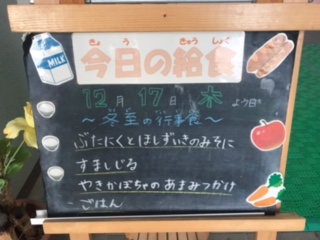 MILK
きょう きゅうしょく
今日の給食
12月17日 木よう日
～冬至の行事食～
ぶたにくとほしずいきのみそに
すましじる
やきかぼちゃのあまみつかけ
ごはん